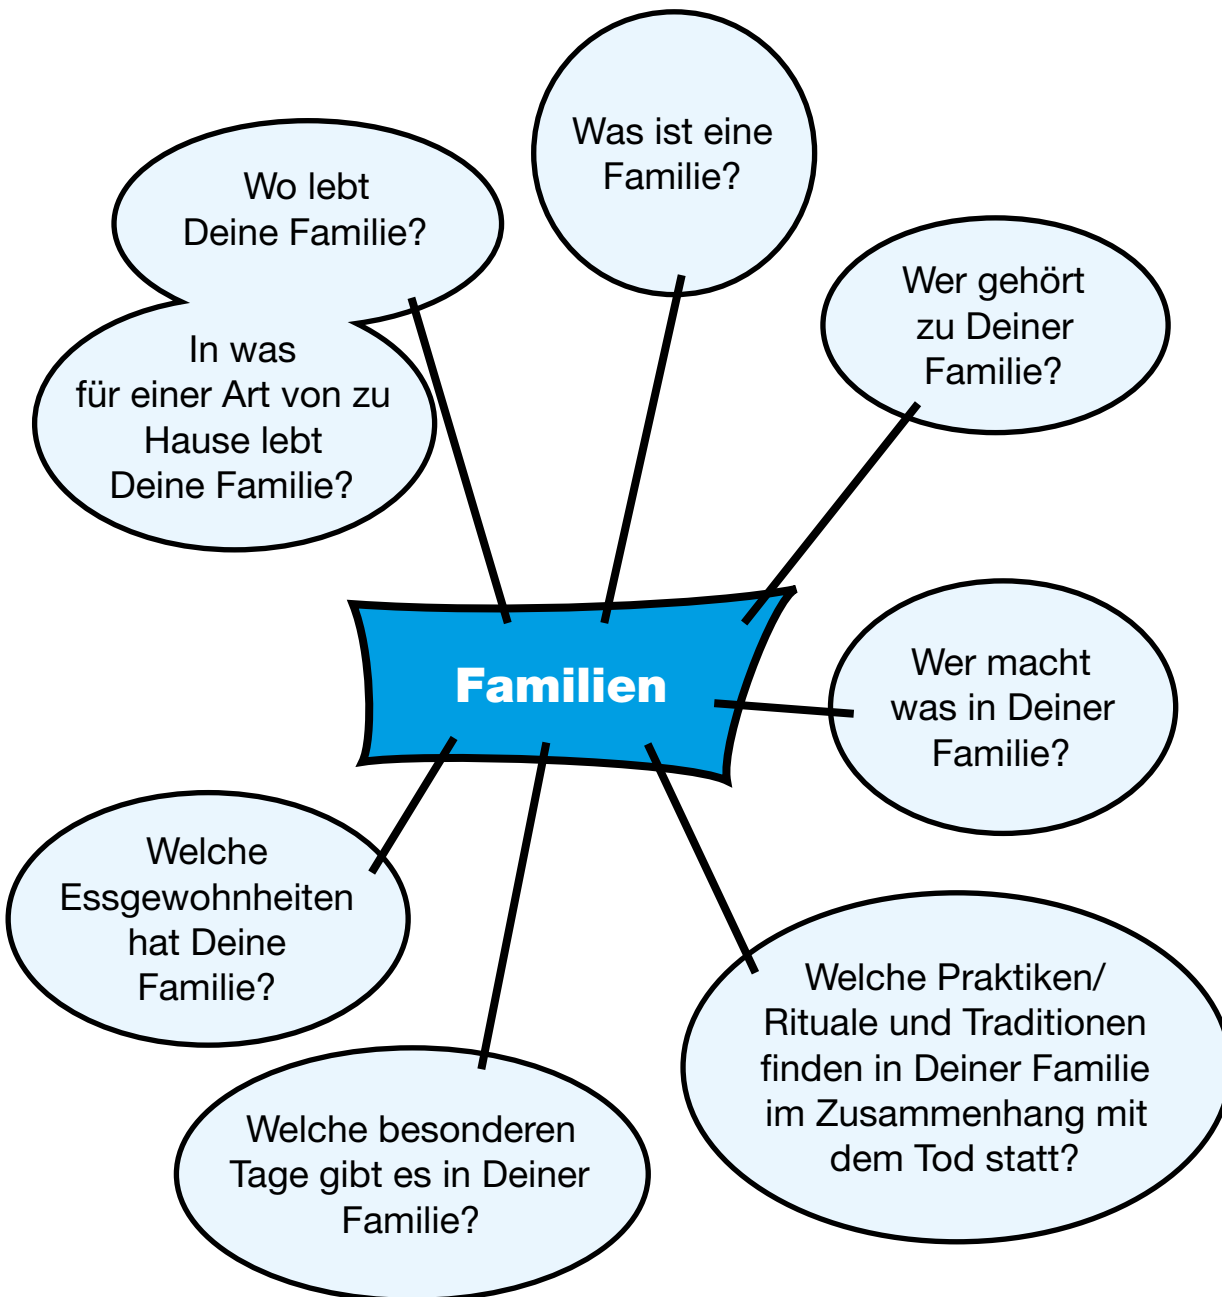 Was ist eine
Familie?
Wo lebt
Deine Familie?
In was
für einer Art von zu
Hause lebt
Deine Familie?
Wer gehört
zu Deiner
Familie?
Familien
Wer macht
was in Deiner
Familie?
Welche
Essgewohnheiten
hat Deine
Familie?
Welche Praktiken/
Rituale und Traditionen
finden in Deiner Familie
im Zusammenhang mit
dem Tod statt?
Welche besonderen
Tage gibt es in Deiner
Familie?